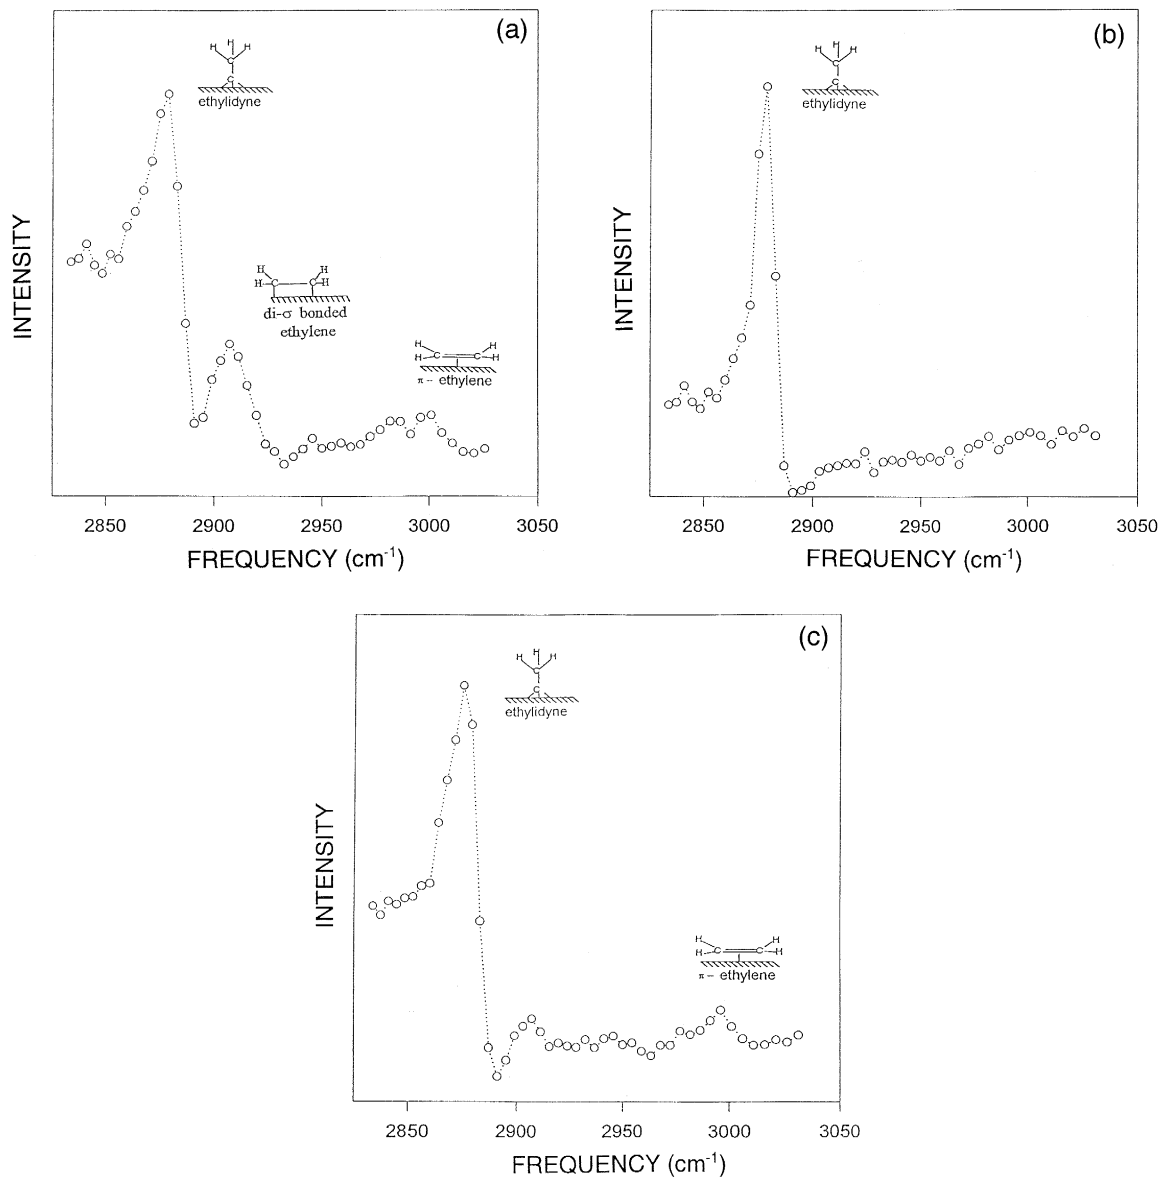 (a)
H
H H
C
C
ethylidyne
H H
H C C H
di-σ bonded
ethylene
H H
H C C H
π - ethylene
INTENSITY
2850 2900 2950 3000 3050
FREQUENCY (cm-1)
(b)
H
H H
C
C
ethylidyne
INTENSITY
2850 2900 2950 3000 3050
FREQUENCY (cm-1)
(c)
H
H H
C
C
ethylidyne
H H
H C C H
π - ethylene
INTENSITY
2850 2900 2950 3000 3050
FREQUENCY (cm-1)